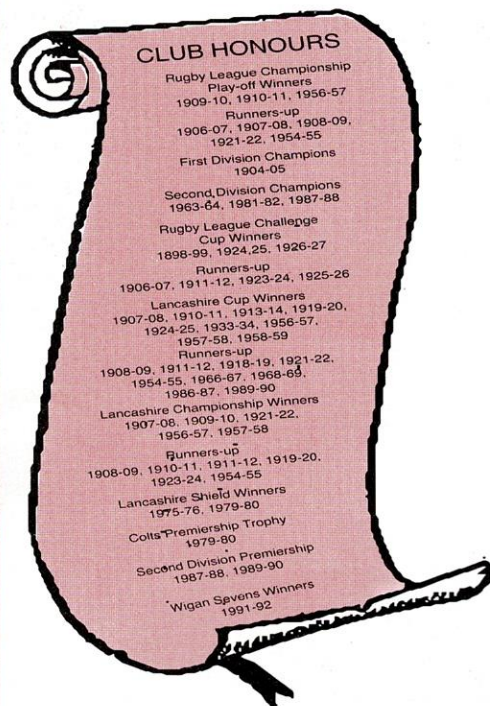 CLUB HONOURS
Rugby League Championship
Play-off Winners
1909-10, 1910-11, 1956-57
Runners-up
1906-07, 1907-08, 1908-09,
1921-22, 1954-55
First Division Champions
1904-05
Second Division Champions
1963-64, 1981-82, 1987-88
Rugby League Challenge
Cup Winners
1898-99, 1924,25, 1926-27
Runners-up
1906-07, 1911-12, 1923-24, 1925-26
Lancashire Cup Winners
1907-08, 1910-11, 1913-14, 1919-20,
1924-25, 1933-34, 1956-57,
1957-58, 1958-59
Runners-up
1908-09, 1911-12, 1918-19, 1921-22,
1954-55, 1966-67, 1968-69,
1986-87, 1989-90
Lancashire Championship Winners
1907-08, 1909-10, 1921-22,
1956-57, 1957-58
Runners-up
1908-09, 1910-11, 1911-12, 1919-20,
1923-24, 1954-55
Lancashire Shield Winners
1975-76, 1979-80
Colts Premiership Trophy
1979-80
Second Division Premiership
1987-88, 1989-90
Wigan Sevens Winners
1991-92